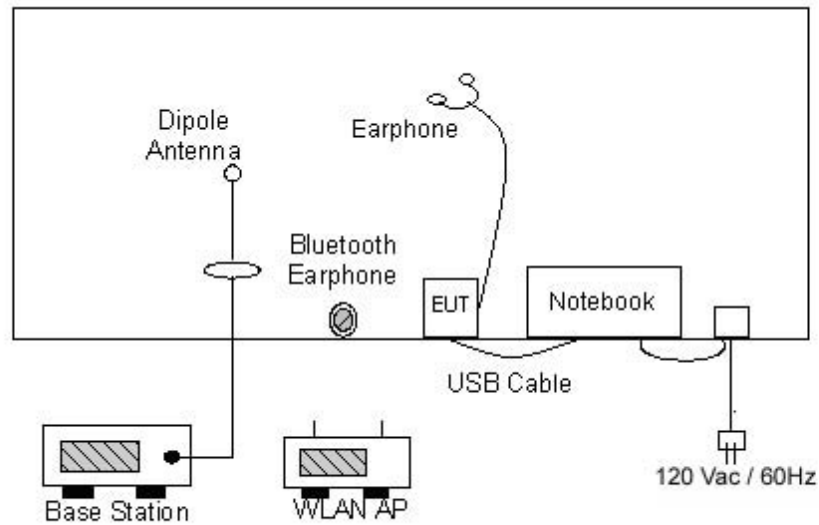 Dipole
Antenna
Earphone
Bluetooth
Earphone
EUT
Notebook
USB Cable
120 Vac / 60Hz
Base Station
WLAN AP